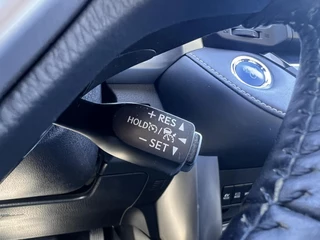 + RES ▲
HOLD /
− SET ▼